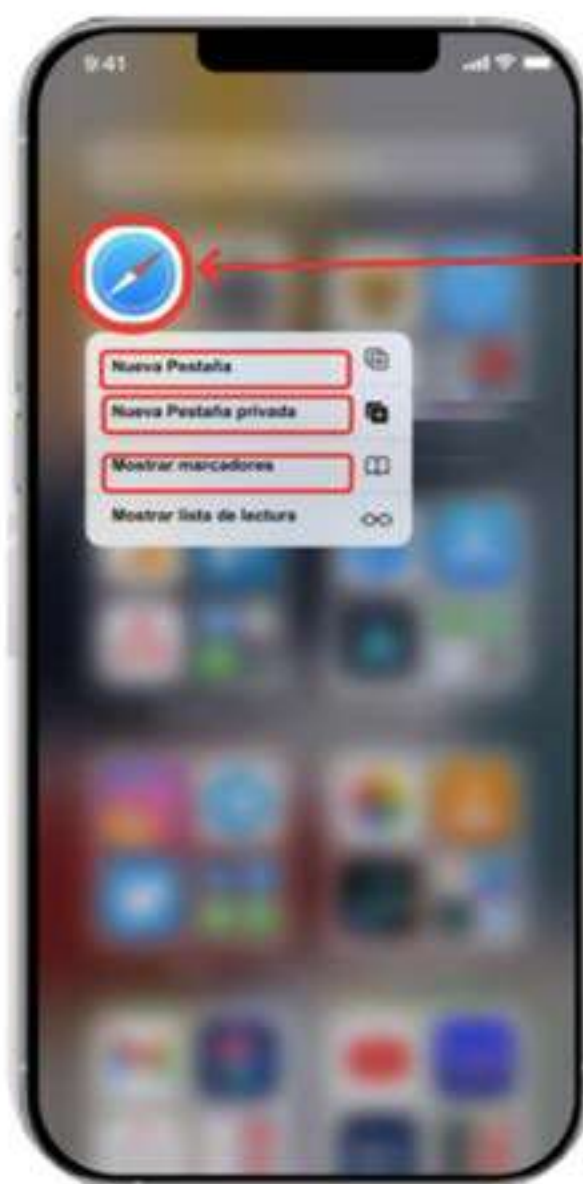 9:41
Nueva Pestaña
Nueva Pestaña privada
Mostrar marcadores
Mostrar lista de lectura